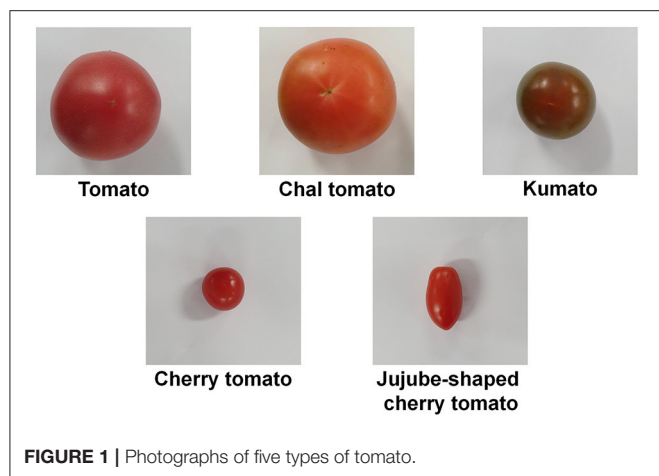 Tomato
Chal tomato
Kumato
Cherry tomato
Jujube-shaped
cherry tomato
FIGURE 1 | Photographs of five types of tomato.